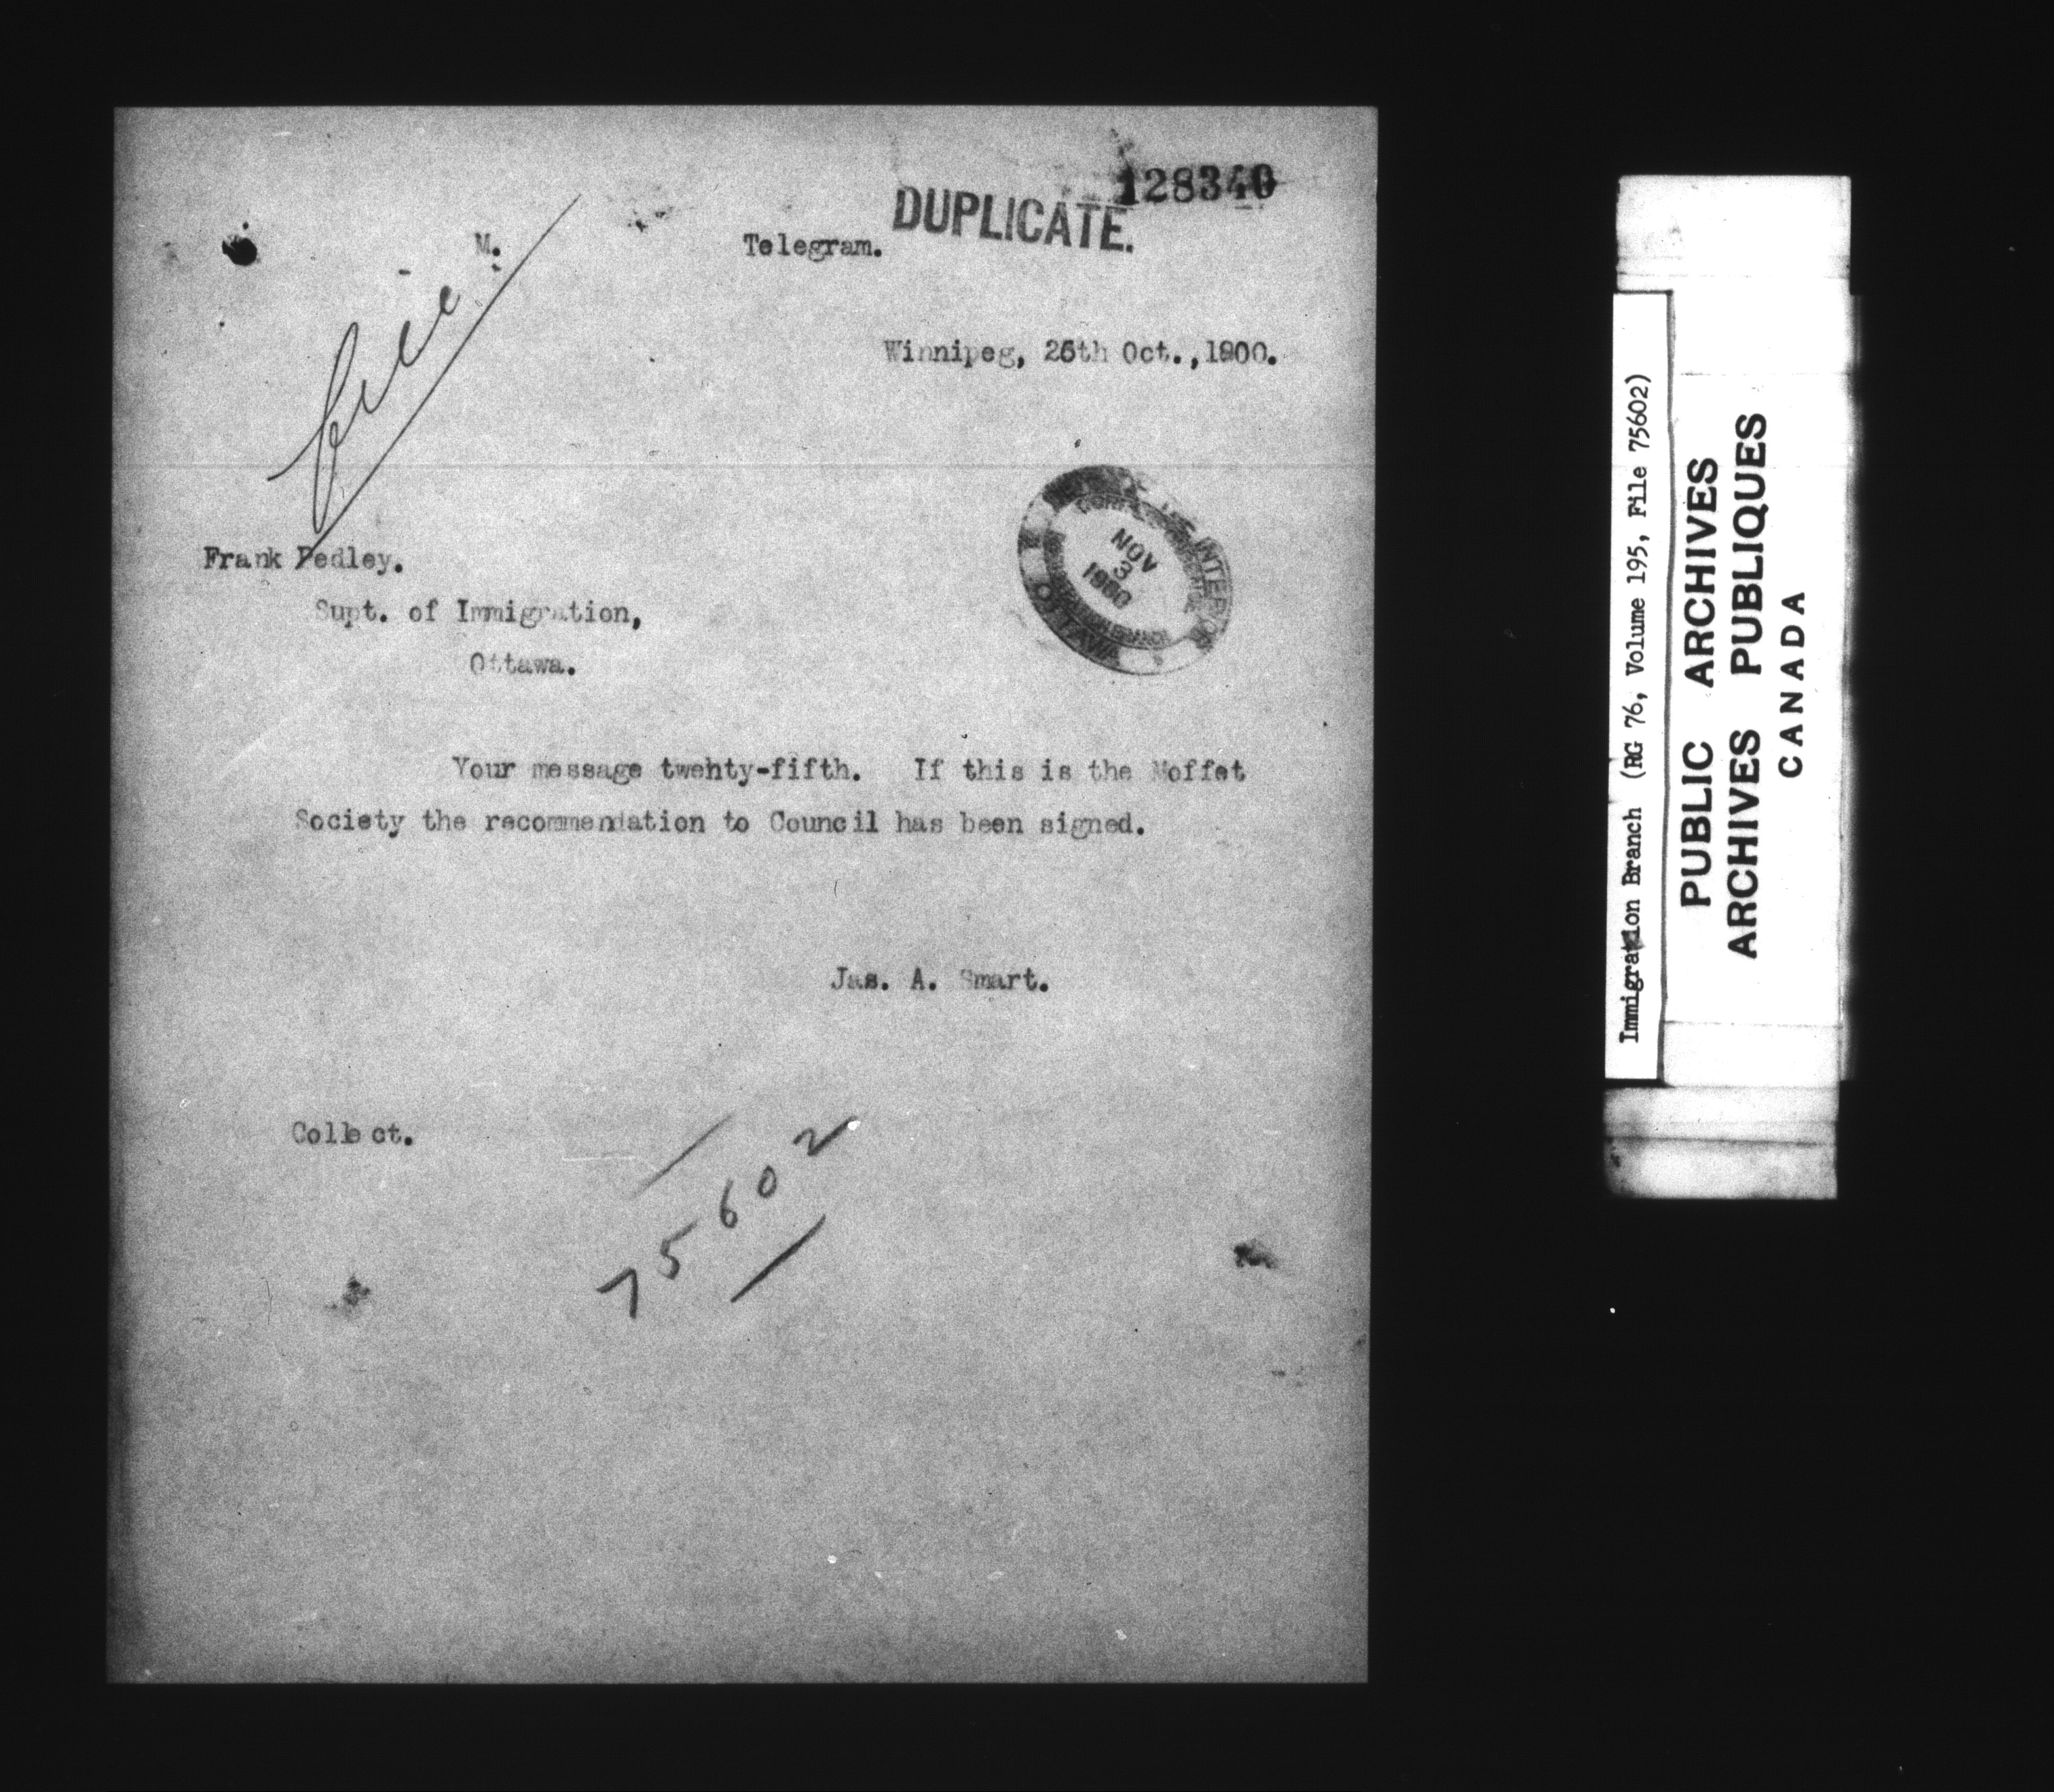 128340
DUPLICATE.
M.
Telegram.
File
Winnipeg, 26th Oct., 1900.
NOV
3
1900
INTERIOR
OTTAWA
Frank Pedley.
Supt. of Immigration,
Ottawa.
Your message twenty-fifth. If this is the Moffet
Society the recommendation to Council has been signed.
Jas. A. Smart.
Collect.
75602
Immigration Branch (RG 76, Volume 195, File 75602)
PUBLIC ARCHIVES
ARCHIVES PUBLIQUES
CANADA